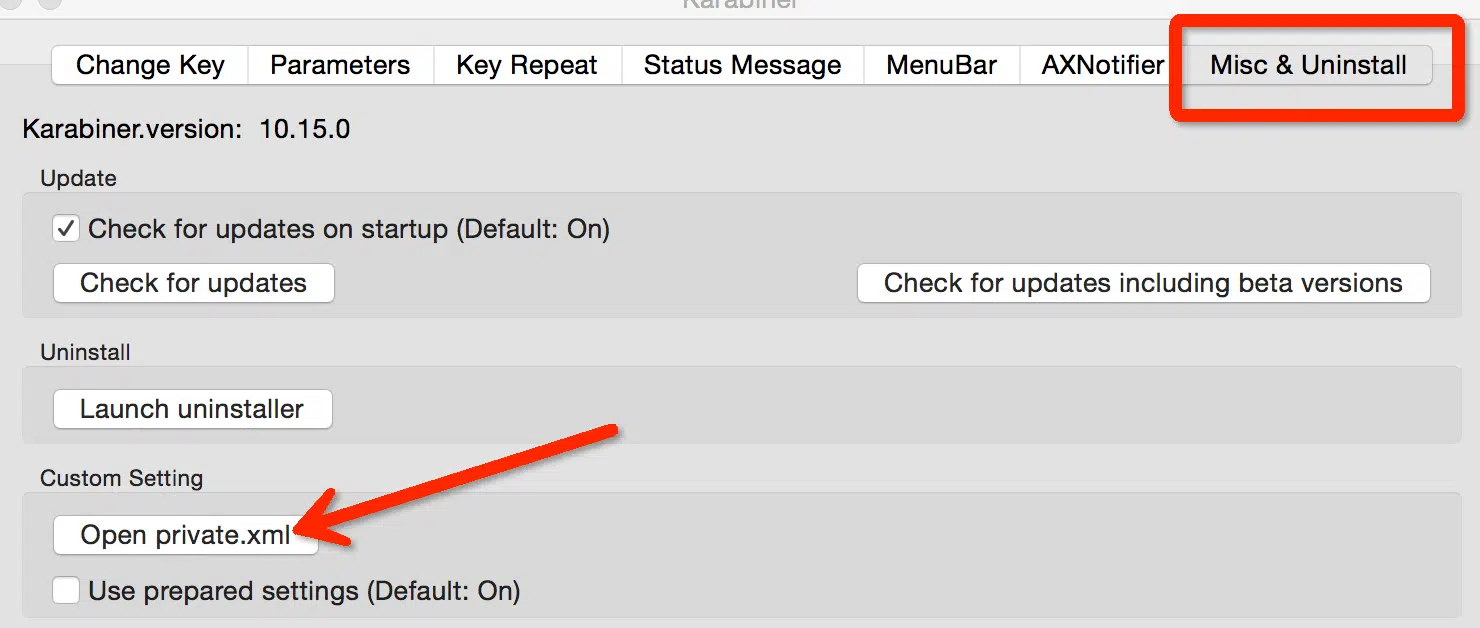 Karabiner
Change Key Parameters Key Repeat Status Message MenuBar AXNotifier Misc & Uninstall
Karabiner.version: 10.15.0
Update
Check for updates on startup (Default: On)
Check for updates Check for updates including beta versions
Uninstall
Launch uninstaller
Custom Setting
Open private.xml
Use prepared settings (Default: On)